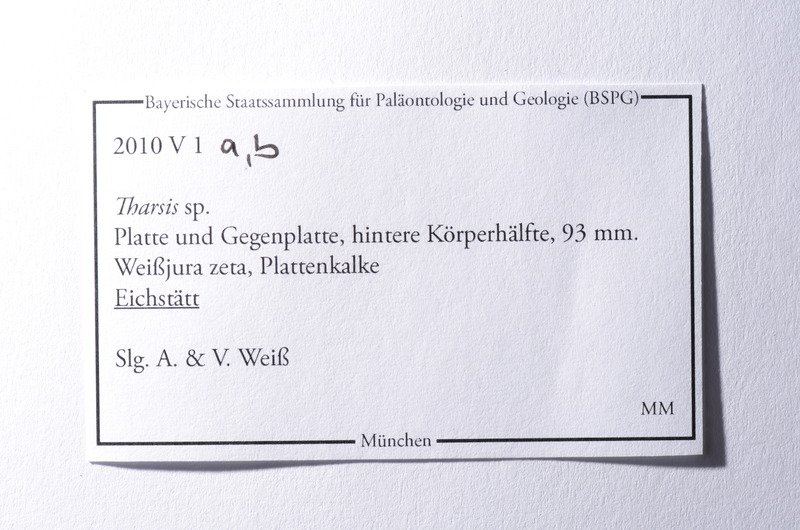 Bayerische Staatssammlung für Paläontologie und Geologie (BSPG)
2010 V 1 a,b
Tharsis sp.
Platte und Gegenplatte, hintere Körperhälfte, 93 mm.
Weißjura zeta, Plattenkalke
Eichstätt
Slg. A. & V. Weiß
MM
München